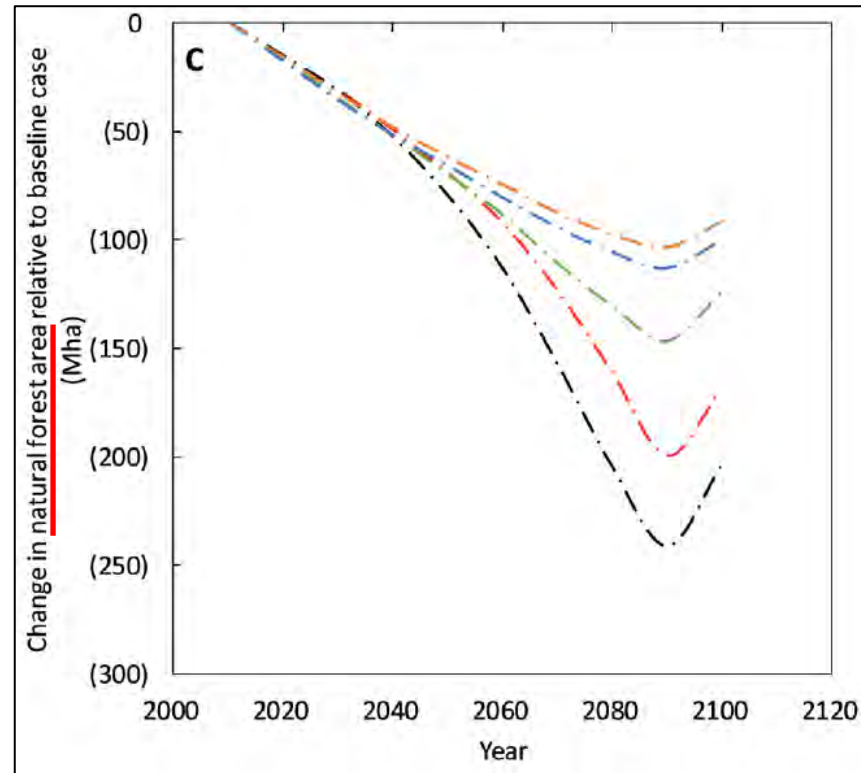 Change in natural forest area relative to baseline case
(Mha)
C
0
(50)
(100)
(150)
(200)
(250)
(300)
2000 2020 2040 2060 2080 2100 2120
Year